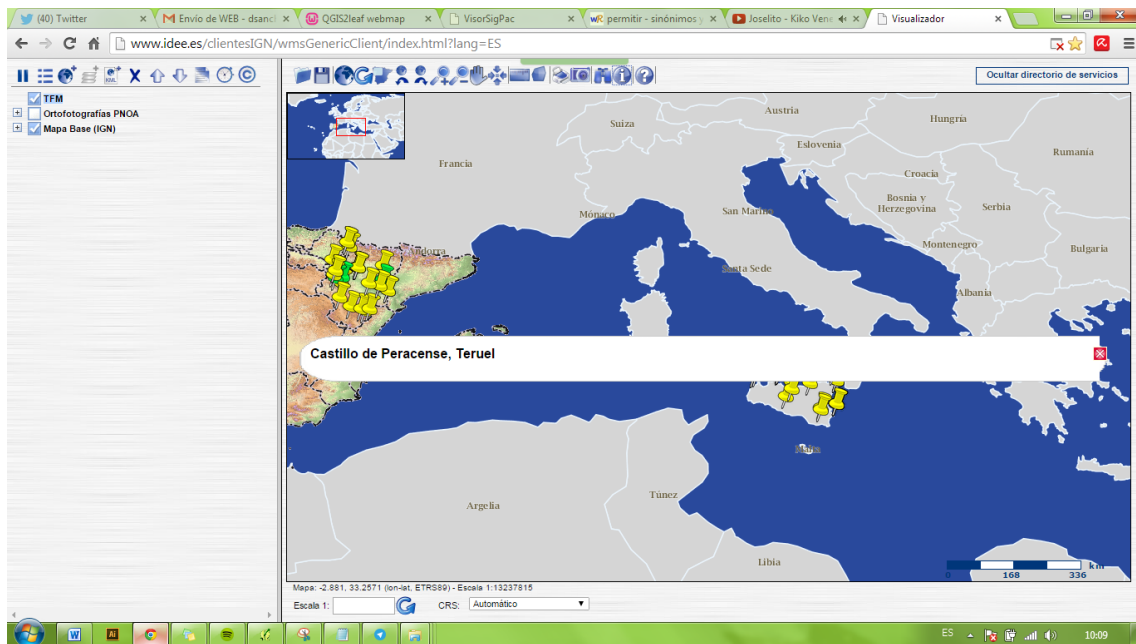 (40) Twitter
Envío de WEB - dsanc
QGIS2leaf webmap
VisorSigPac
permitir - sinónimos y
Joselito - Kiko Vene
Visualizador
www.idee.es/clientesIGN/wmsGenericClient/index.html?lang=ES
Ocultar directorio de servicios
TFM
Ortofotografías PNOA
Mapa Base (IGN)
Suiza
Austria
Hungría
Eslovenia
Rumanía
Francia
Croacia
Bosnia y
Herzegovina
Serbia
Mónaco
San Marino
Montenegro
Bulgaria
Andorra
Santa Sede
Albania
Castillo de Peracense, Teruel
Malta
Túnez
Argelia
Libia
km
0 168 336
Mapa: -2.881, 33.2571 (lon-lat, ETRS89) - Escala 1:13237815
Escala 1:
CRS:
Automático
ES
10:09